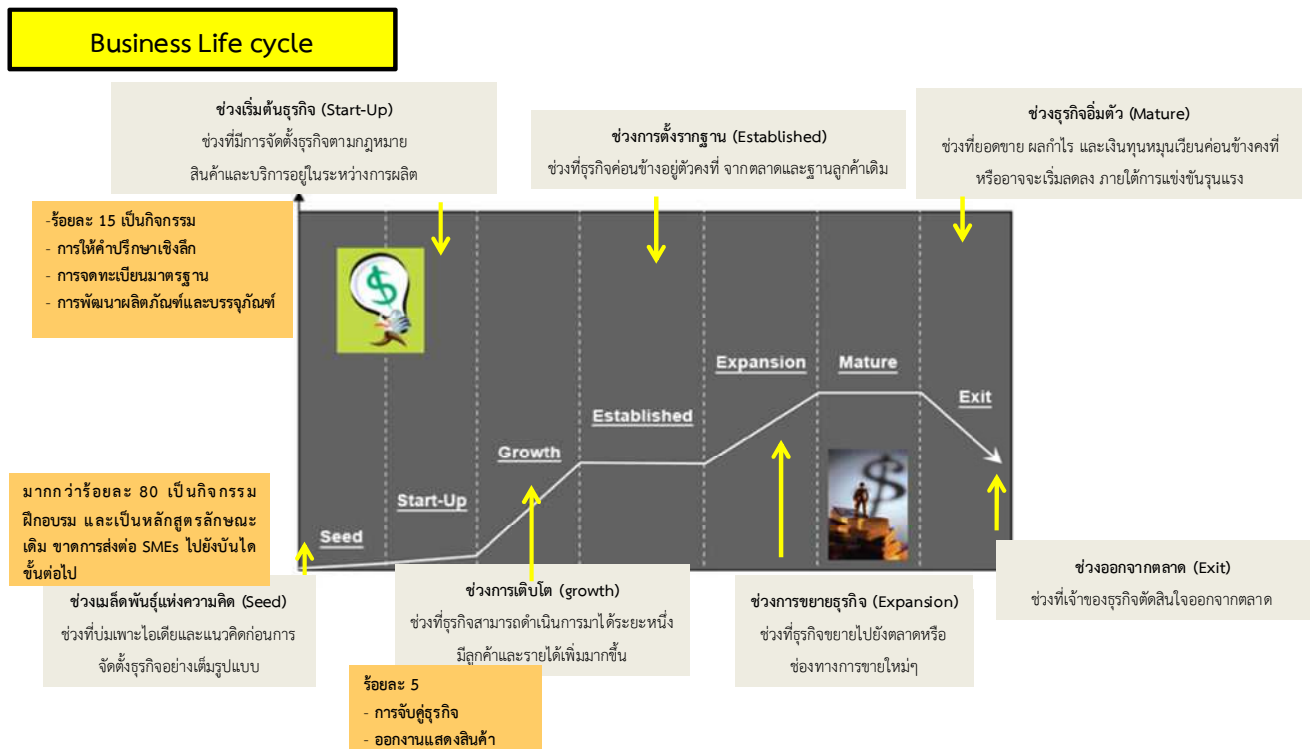 Business Life cycle
ช่วงเริ่มต้นธุรกิจ (Start-Up)
ช่วงที่มีการจัดตั้งธุรกิจตามกฎหมาย
สินค้าและบริการอยู่ในระหว่างการผลิต
ช่วงการตั้งรากฐาน (Established)
ช่วงที่ธุรกิจค่อนข้างอยู่ตัวคงที่ จากตลาดและฐานลูกค้าเดิม
ช่วงธุรกิจอิ่มตัว (Mature)
ช่วงที่ยอดขาย ผลกำไร และเงินทุนหมุนเวียนค่อนข้างคงที่
หรืออาจจะเริ่มลดลง ภายใต้การแข่งขันรุนแรง
-ร้อยละ 15 เป็นกิจกรรม
- การให้คำปรึกษาเชิงลึก
- การจดทะเบียนมาตรฐาน
- การพัฒนาผลิตภัณฑ์และบรรจุภัณฑ์
Expansion
Mature
Exit
Established
Growth
Start-Up
Seed
มากกว่าร้อยละ 80 เป็นกิจกรรม
ฝึกอบรม และเป็นหลักสูตรลักษณะ
เดิม ขาดการส่งต่อ SMEs ไปยังบันได
ขั้นต่อไป
ช่วงเมล็ดพันธุ์แห่งความคิด (Seed)
ช่วงที่บ่มเพาะไอเดียและแนวคิดก่อนการ
จัดตั้งธุรกิจอย่างเต็มรูปแบบ
ช่วงการเติบโต (growth)
ช่วงที่ธุรกิจสามารถดำเนินการมาได้ระยะหนึ่ง
มีลูกค้าและรายได้เพิ่มมากขึ้น
ร้อยละ 5
- การจับคู่ธุรกิจ
- ออกงานแสดงสินค้า
ช่วงการขยายธุรกิจ (Expansion)
ช่วงที่ธุรกิจขยายไปยังตลาดหรือ
ช่องทางการขายใหม่ๆ
ช่วงออกจากตลาด (Exit)
ช่วงที่เจ้าของธุรกิจตัดสินใจออกจากตลาด